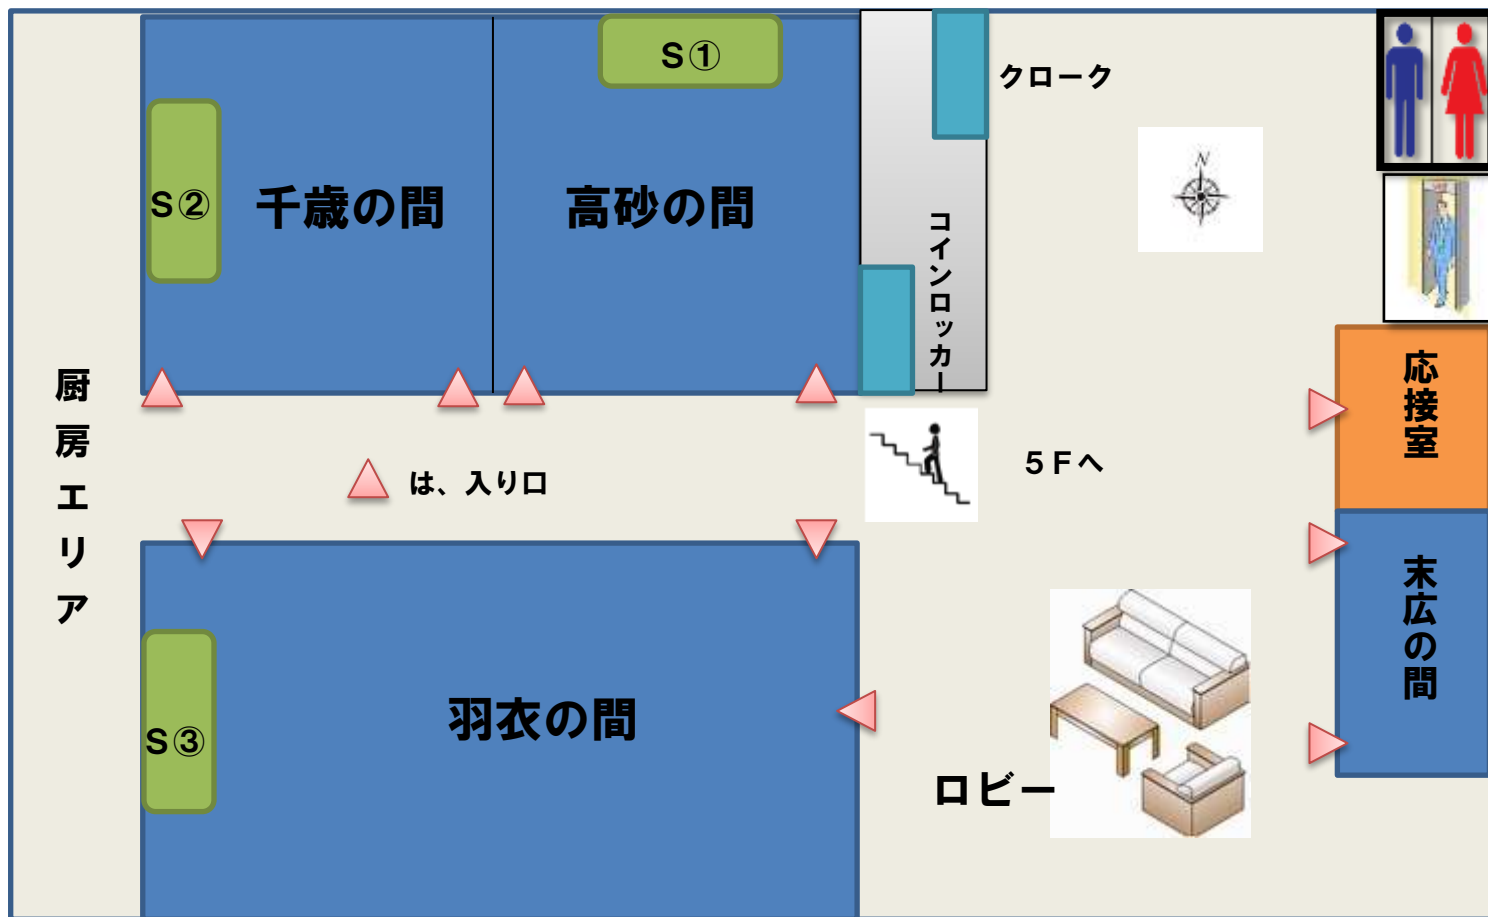 S①
クローク
N
S②
千歳の間
高砂の間
コインロッカー
厨房エリア
応接室
は、入り口
5Fへ
末広の間
S③
羽衣の間
ロビー